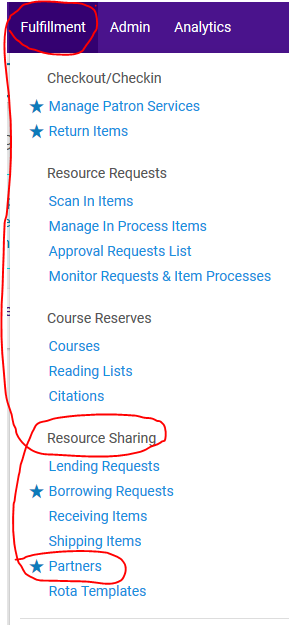 Fulfillment Admin Analytics
Checkout/Checkin
Manage Patron Services
Return Items
Resource Requests
Scan In Items
Manage In Process Items
Approval Requests List
Monitor Requests & Item Processes
Course Reserves
Courses
Reading Lists
Citations
Resource Sharing
Lending Requests
Borrowing Requests
Receiving Items
Shipping Items
Partners
Rota Templates